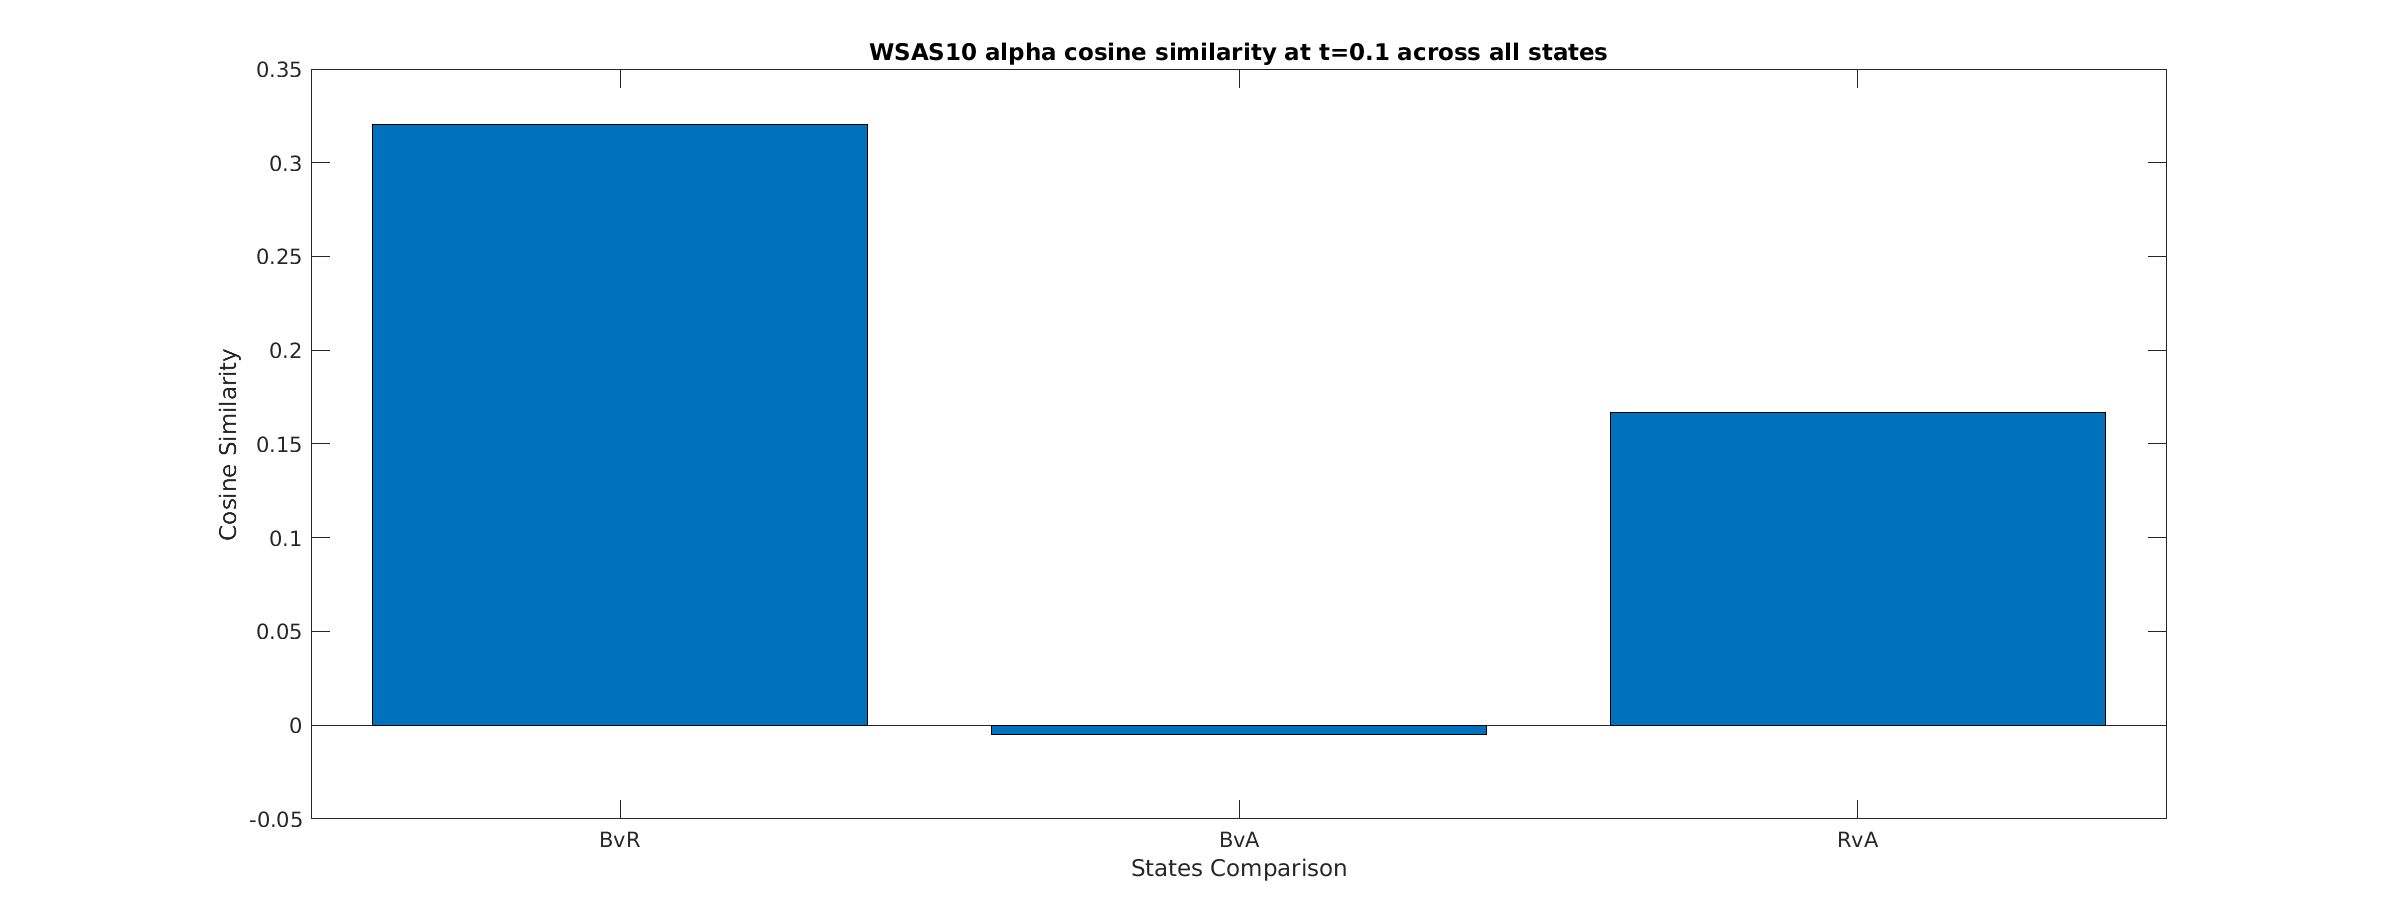 WSAS10 alpha cosine similarity at t=0.1 across all states
0.35
0.3
0.25
0.2
0.15
0.1
0.05
0
-0.05
Cosine Similarity
BvR BvA RvA
States Comparison